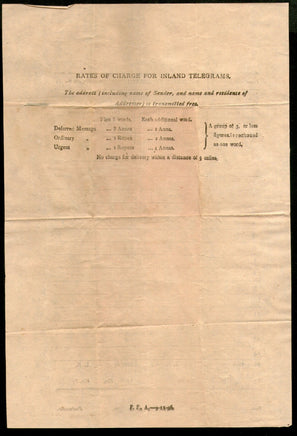 RATES OF CHARGE FOR INLAND TELEGRAMS.
The address (including name of Sender, and name and residence of
Addressee) is transmitted free.
First 8 words. Each additional word.
Deferred Message ... 8 Annas ... 1 Anna.
Ordinary " ... 1 Rupee ... 2 Annas.
Urgent " ... 2 Rupees ... 4 Annas.
A group of 5, or less
figures is reckoned
as one word.
No charge for delivery within a distance of 5 miles.